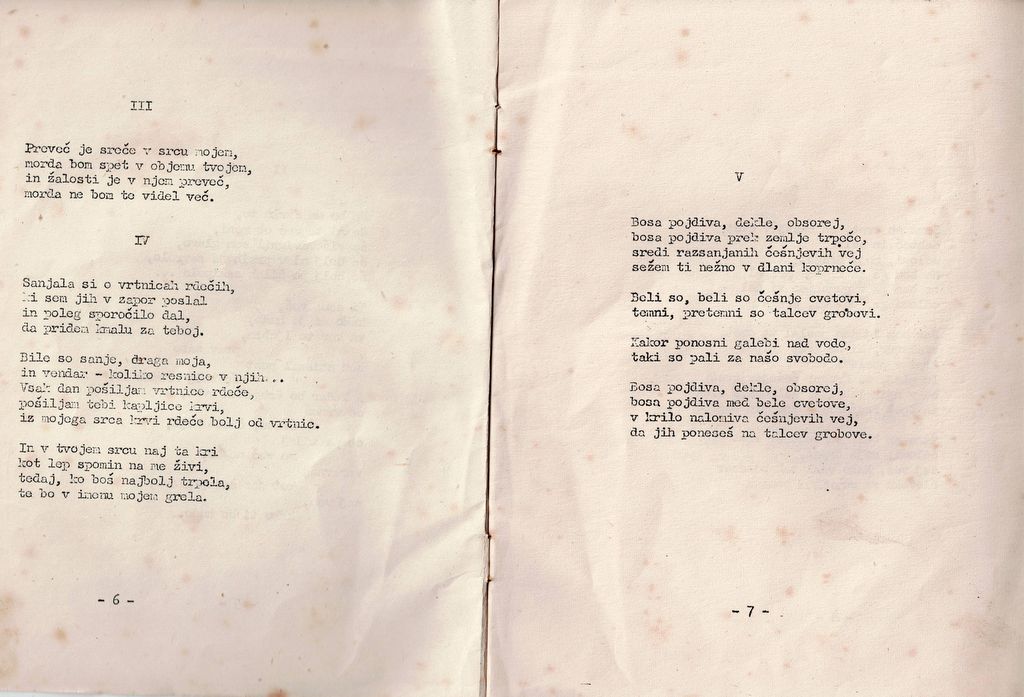 III
Preveč je sreče v srcu mojem,
morda bom spet v objemu tvojem,
in žalosti je v njem preveč,
morda ne bom te videl več.
IV
Sanjala si o vrtnicah rdečih,
ki sem jih v zapor poslal
in poleg sporočilo dal,
da pridem kmalu za teboj.
Bile so sanje, draga moja,
in vendar - koliko resnice v njih...
Vsak dan pošiljam vrtnice rdeče,
pošiljam tebi kapljice krvi,
iz mojega srca krvi rdeče bolj od vrtnic.
In v tvojem srcu naj ta kri
kot lep spomin na me živi,
tedaj, ko boš najbolj trpela,
te bo v imenu mojem grela.
- 6 -
V
Bosa pojdiva, dekle, obsorej,
bosa pojdiva prek zemlje trpeče,
sredi razsanjanih češnjevih vej
sežem ti nežno v dlani koprneče.
Beli so, beli so češnje cvetovi,
temni, pretemni so talcev grobovi.
Kakor ponosni galebi nad vodo,
taki so pali za našo svobodo.
Bosa pojdiva, dekle, obsorej,
bosa pojdiva med bele cvetove,
v krilo nalomiva češnjevih vej,
da jih poneseš na talcev grobove.
- 7 -